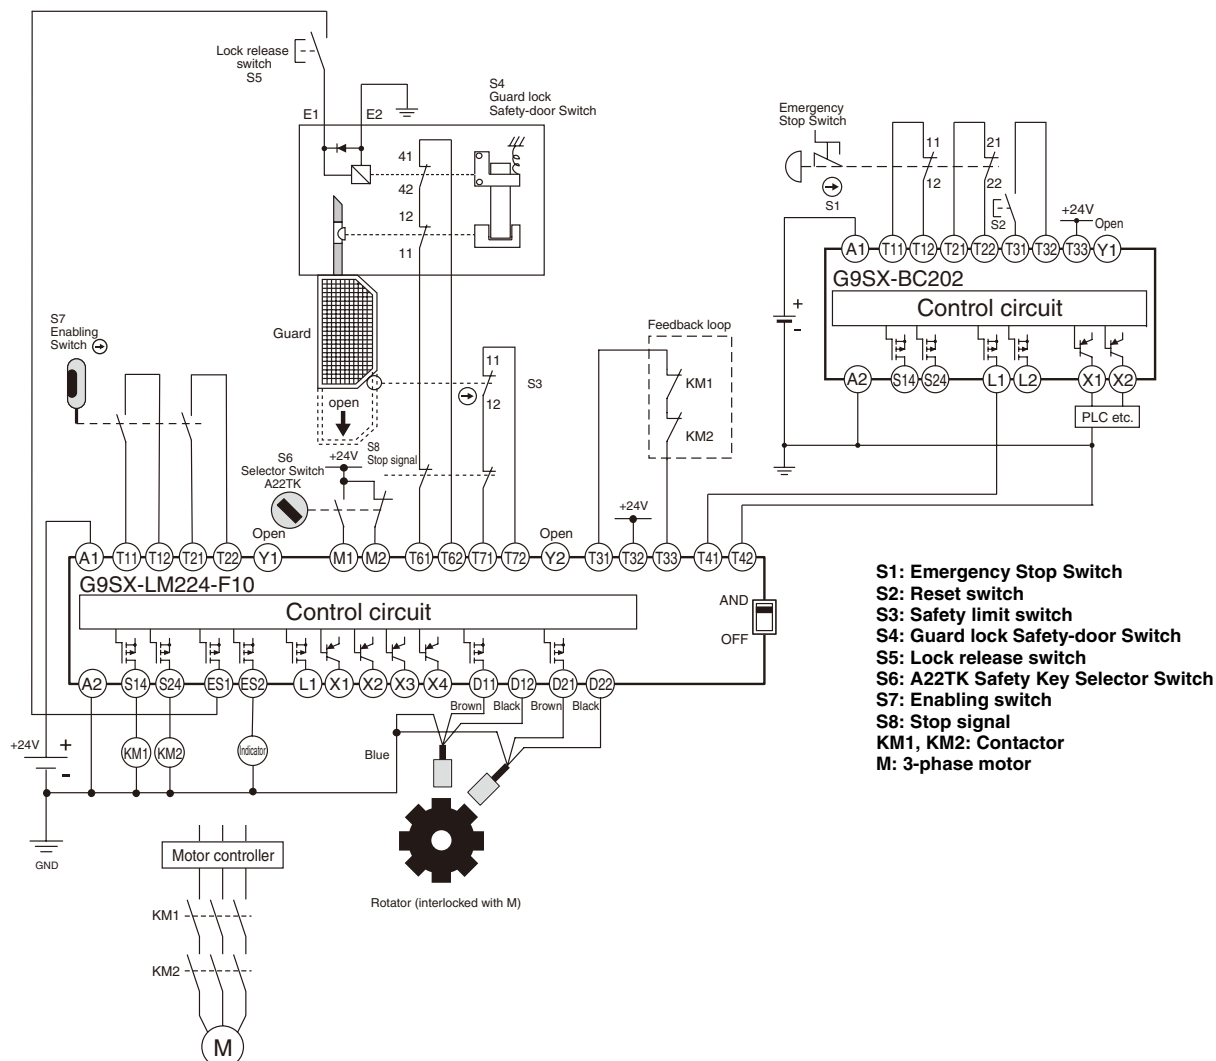 Lock release
switch
S5
E1
E2
S4
Guard lock
Safety-door Switch
41
42
12
11
Guard
open
S7
Enabling
Switch
S6
Selector Switch
A22TK
+24V
S8
Stop signal
11
12
S3
Feedback loop
KM1
KM2
Open
Open
+24V
A1
T11
T12
T21
T22
Y1
M1
M2
T61
T62
T71
T72
Y2
T31
T32
T33
T41
T42
G9SX-LM224-F10
Control circuit
AND
OFF
A2
S14
S24
ES1
ES2
L1
X1
X2
X3
X4
D11
D12
D21
D22
Brown
Black
Brown
Black
Blue
+24V
+
-
KM1
KM2
Indicator
GND
Motor controller
KM1
KM2
M
Rotator (interlocked with M)
Emergency
Stop Switch
S1
11
12
21
22
S2
+24V
Open
A1
T11
T12
T21
T22
T31
T32
T33
Y1
G9SX-BC202
Control circuit
+
-
A2
S14
S24
L1
L2
X1
X2
PLC etc.
S1: Emergency Stop Switch
S2: Reset switch
S3: Safety limit switch
S4: Guard lock Safety-door Switch
S5: Lock release switch
S6: A22TK Safety Key Selector Switch
S7: Enabling switch
S8: Stop signal
KM1, KM2: Contactor
M: 3-phase motor